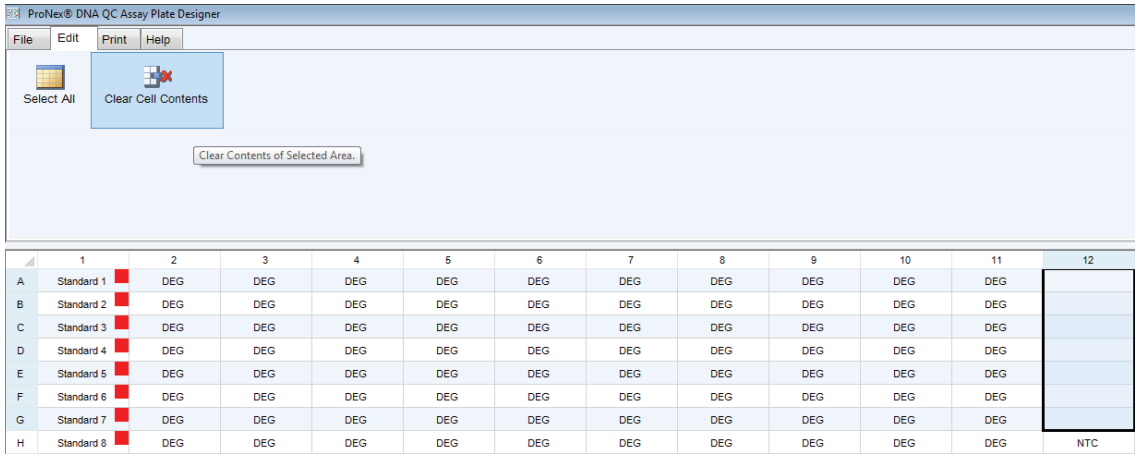 ProNex® DNA QC Assay Plate Designer
File Edit Print Help
Select All Clear Cell Contents
Clear Contents of Selected Area.
1 2 3 4 5 6 7 8 9 10 11 12
A Standard 1 DEG DEG DEG DEG DEG DEG DEG DEG DEG DEG
B Standard 2 DEG DEG DEG DEG DEG DEG DEG DEG DEG DEG
C Standard 3 DEG DEG DEG DEG DEG DEG DEG DEG DEG DEG
D Standard 4 DEG DEG DEG DEG DEG DEG DEG DEG DEG DEG
E Standard 5 DEG DEG DEG DEG DEG DEG DEG DEG DEG DEG
F Standard 6 DEG DEG DEG DEG DEG DEG DEG DEG DEG DEG
G Standard 7 DEG DEG DEG DEG DEG DEG DEG DEG DEG DEG
H Standard 8 DEG DEG DEG DEG DEG DEG DEG DEG DEG DEG NTC